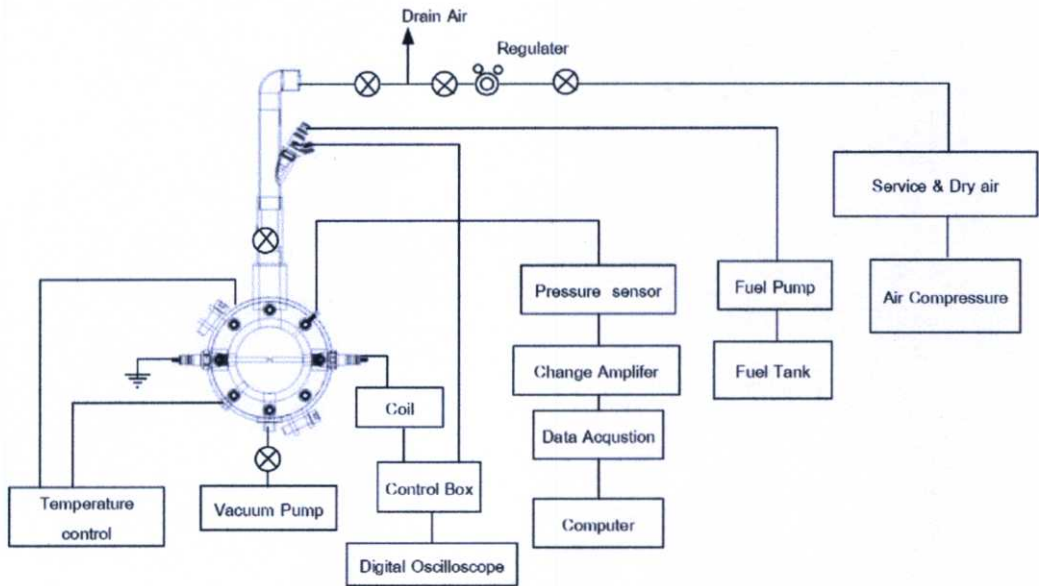 Drain Air
Regulater
Service & Dry air
Pressure sensor
Fuel Pump
Air Compressure
Change Amplifer
Fuel Tank
Coil
Data Acqustion
Temperature
control
Vacuum Pump
Control Box
Computer
Digital Oscilloscope